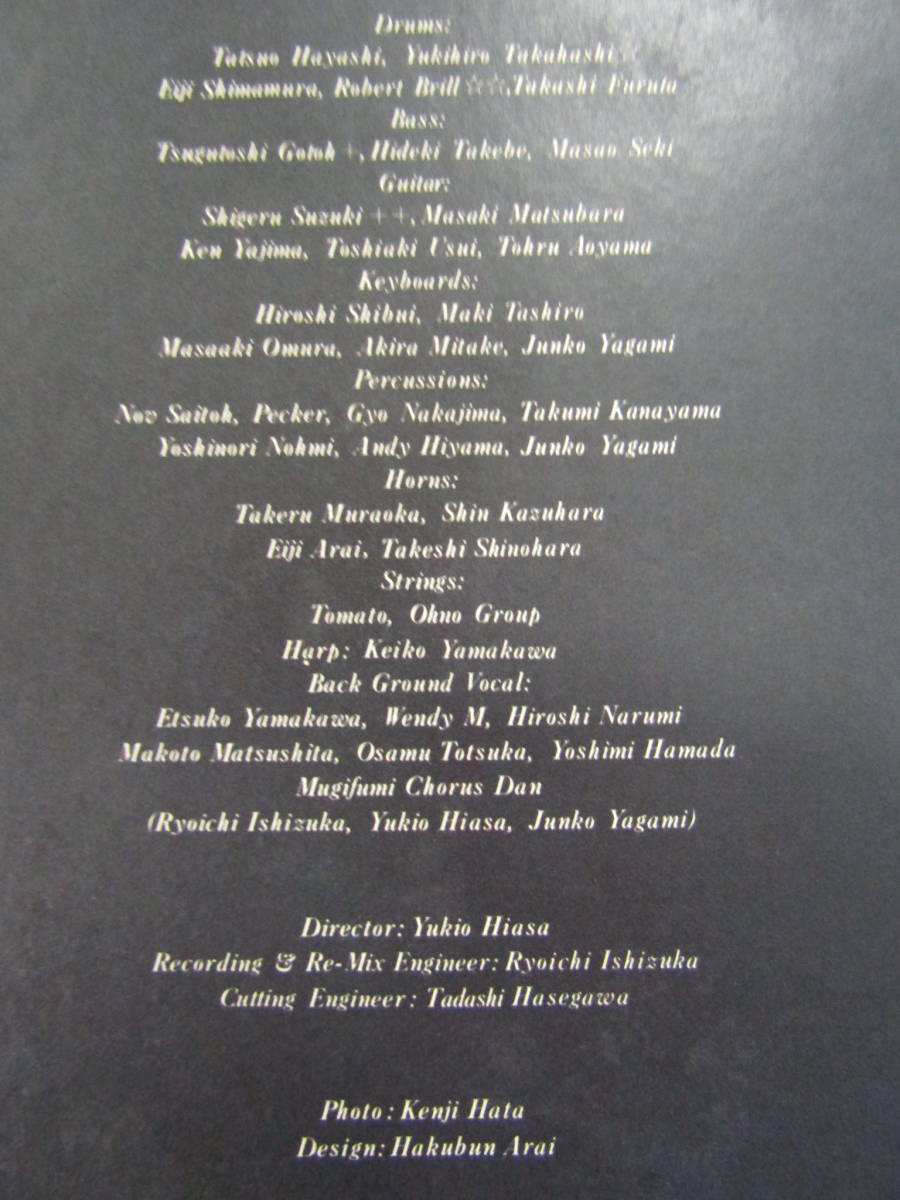 Drums:
Tatsuo Hayashi, Yukihiro Takahashi ☆
Eiji Shimamura, Robert Brill ☆☆, Takashi Furuta
Bass:
Tsugutoshi Gotoh +, Hideki Takebe, Masao Seki
Guitar:
Shigeru Suzuki ++, Masaki Matsubara
Ken Yajima, Toshiaki Usui, Tohru Aoyama
Keyboards:
Hiroshi Shibui, Maki Tashiro
Masaaki Omura, Akira Mitake, Junko Yagami
Percussions:
Nov Saitoh, Pecker, Gyo Nakajima, Takumi Kanayama
Yoshinori Nohmi, Andy Hiyama, Junko Yagami
Horns:
Takeru Muraoka, Shin Kazuhara
Eiji Arai, Takeshi Shinohara
Strings:
Tomato, Ohno Group
Harp: Keiko Yamakawa
Back Ground Vocal:
Etsuko Yamakawa, Wendy M, Hiroshi Narumi
Makoto Matsushita, Osamu Totsuka, Yoshimi Hamada
Mugifumi Chorus Dan
(Ryoichi Ishizuka, Yukio Hiasa, Junko Yagami)
Director: Yukio Hiasa
Recording & Re-Mix Engineer: Ryoichi Ishizuka
Cutting Engineer: Tadashi Hasegawa
Photo: Kenji Hata
Design: Hakubun Arai